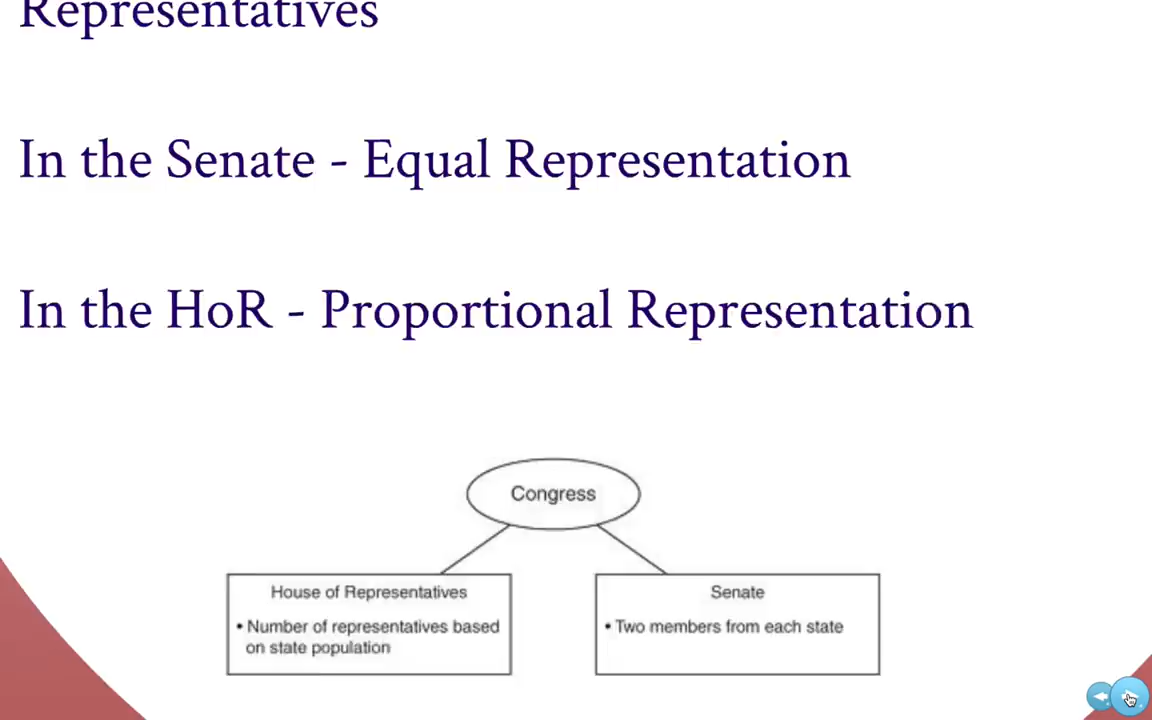 Representatives
In the Senate - Equal Representation
In the HoR - Proportional Representation
Congress
House of Representatives
• Number of representatives based
on state population
Senate
• Two members from each state